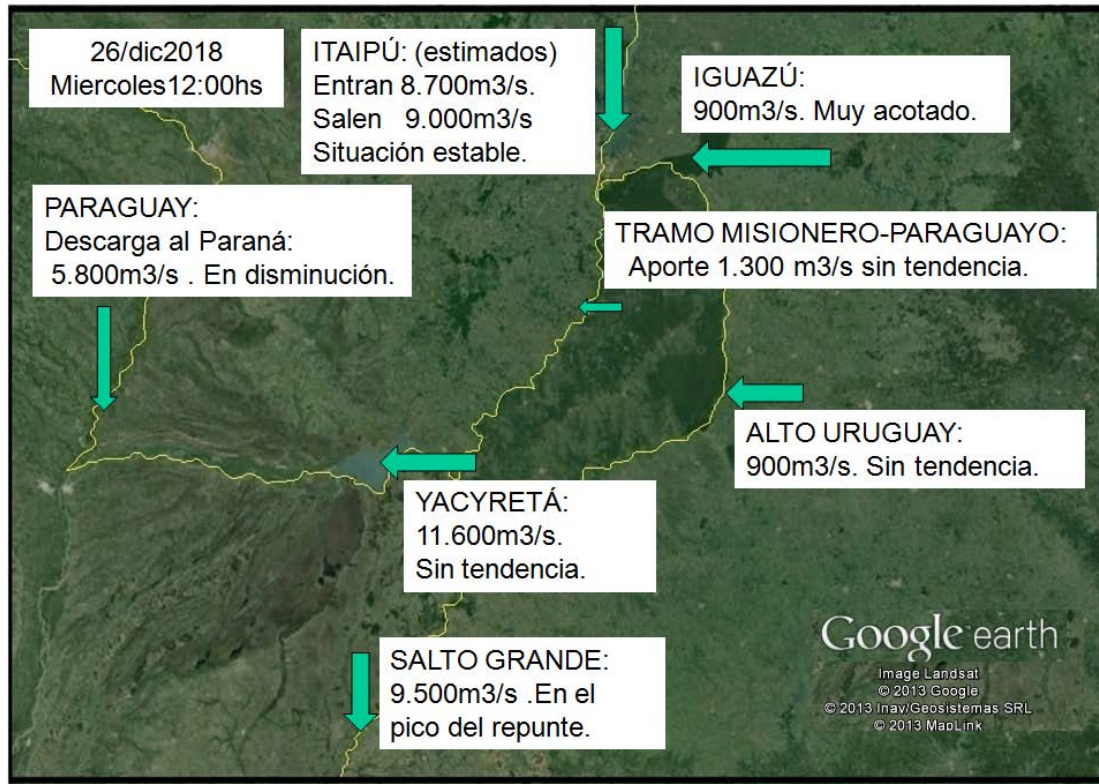 26/dic2018
Miercoles12:00hs
ITAIPÚ: (estimados)
Entran 8.700m3/s.
Salen 9.000m3/s
Situación estable.
IGUAZÚ:
900m3/s. Muy acotado.
PARAGUAY:
Descarga al Paraná:
5.800m3/s . En disminución.
TRAMO MISIONERO-PARAGUAYO:
Aporte 1.300 m3/s sin tendencia.
ALTO URUGUAY:
900m3/s. Sin tendencia.
YACYRETÁ:
11.600m3/s.
Sin tendencia.
SALTO GRANDE:
9.500m3/s .En el
pico del repunte.
Google earth
Image Landsat
© 2013 Google
© 2013 Inav/Geosistemas SRL
© 2013 MapLink